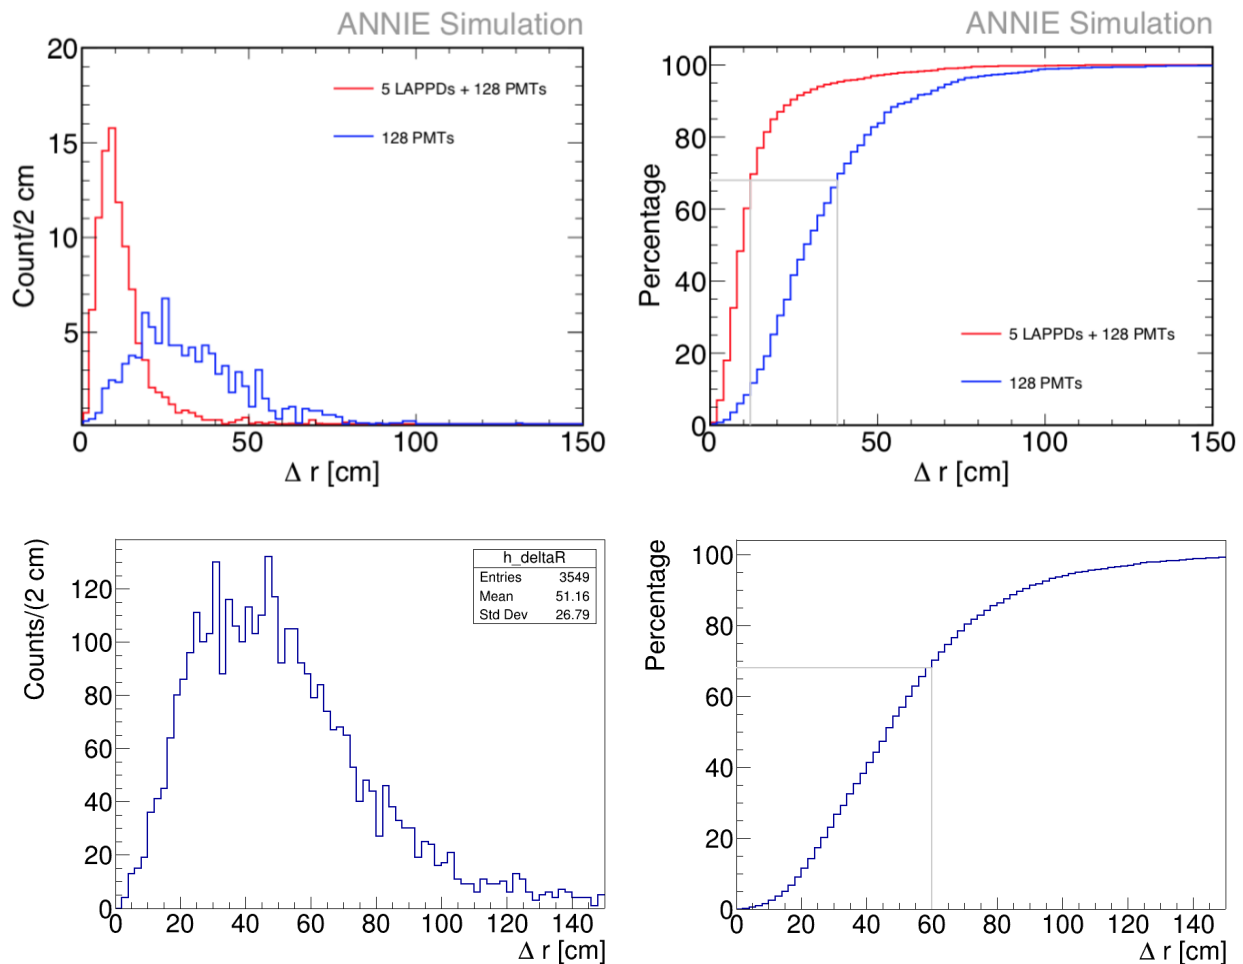 ANNIE Simulation
20
15
10
5
0
50
100
150
Count/2 cm
Δ r [cm]
5 LAPPDs + 128 PMTs
128 PMTs
ANNIE Simulation
100
80
60
40
20
0
0
50
100
150
Percentage
Δ r [cm]
5 LAPPDs + 128 PMTs
128 PMTs
Counts/(2 cm)
120
100
80
60
40
20
0
0
20
40
60
80
100
120
140
Δ r [cm]
h_deltaR
Entries 3549
Mean 51.16
Std Dev 26.79
Percentage
100
80
60
40
20
0
0
20
40
60
80
100
120
140
Δ r [cm]